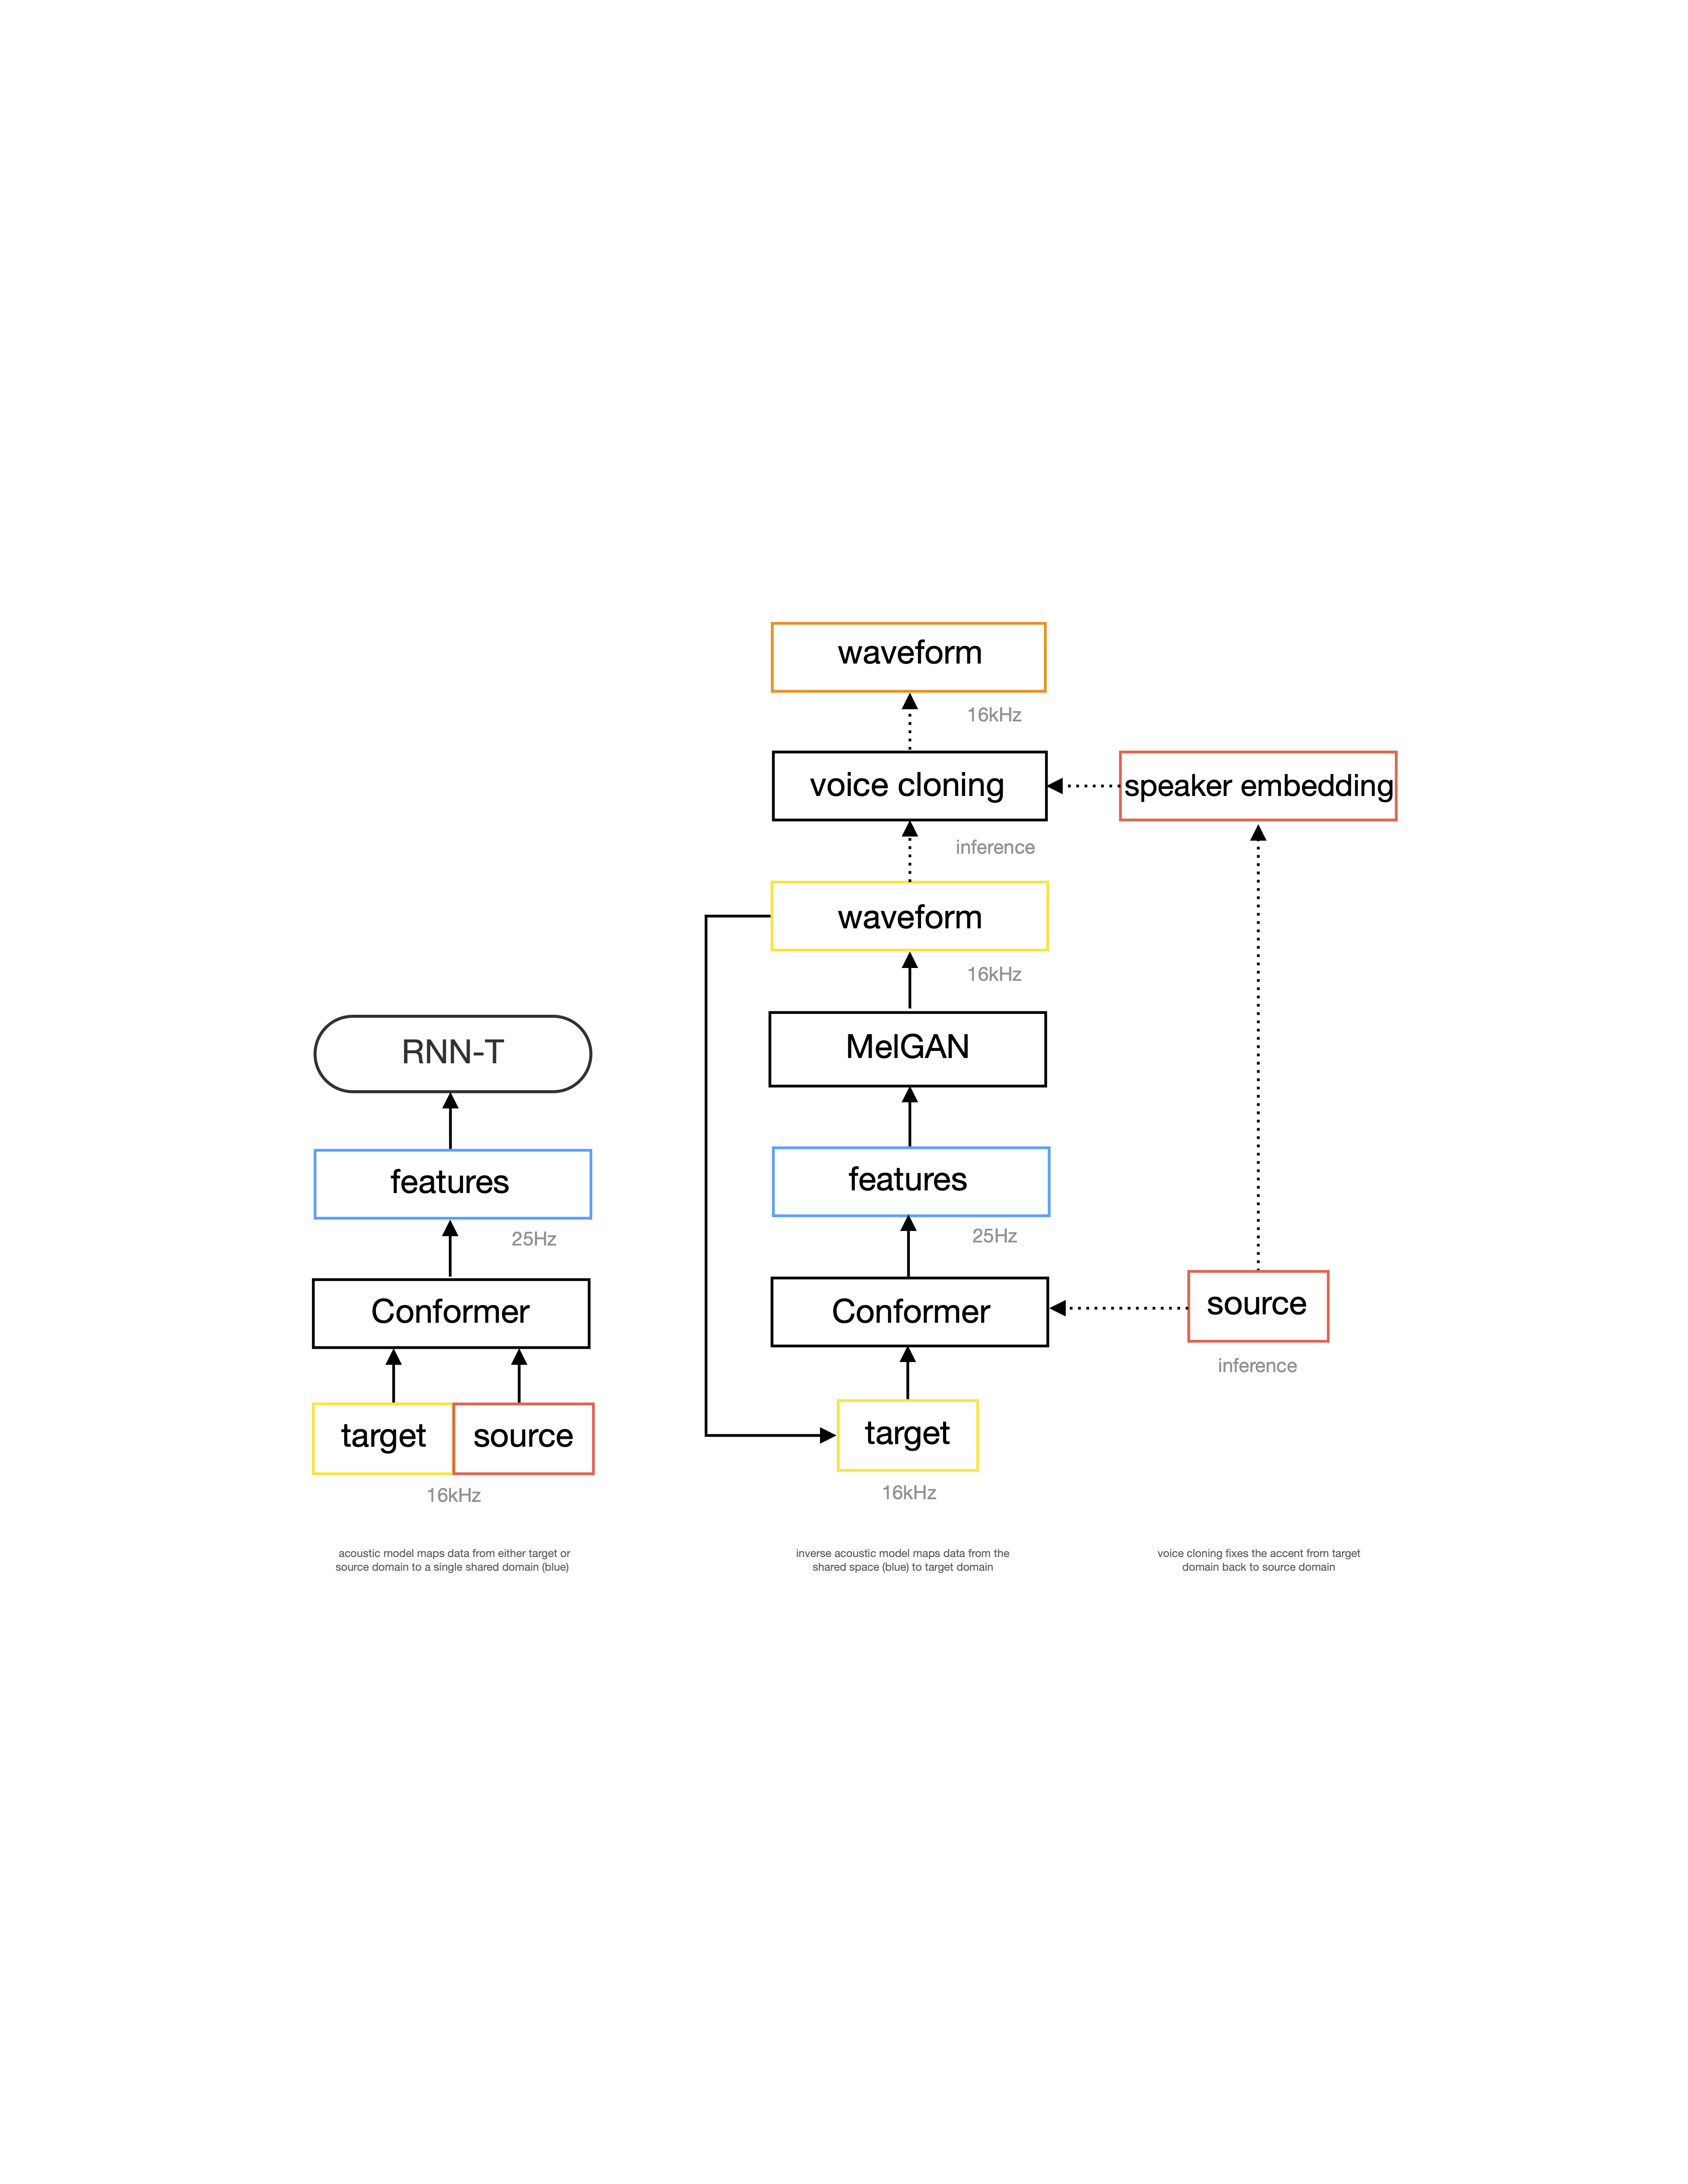 waveform
16kHz
voice cloning
speaker embedding
inference
waveform
16kHz
RNN-T
MelGAN
features
25Hz
features
25Hz
Conformer
Conformer
source
inference
target
source
16kHz
target
16kHz
acoustic model maps data from either target or
source domain to a single shared domain (blue)
inverse acoustic model maps data from the
shared space (blue) to target domain
voice cloning fixes the accent from target
domain back to source domain